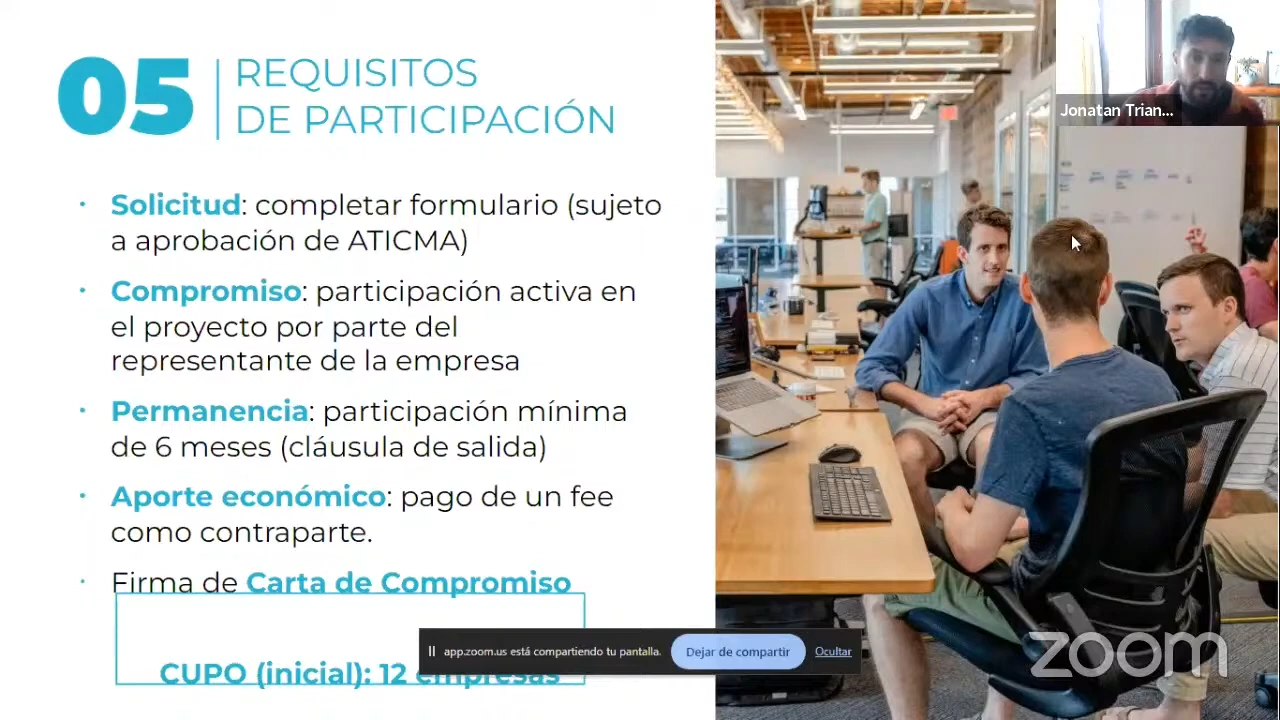 05
REQUISITOS
DE PARTICIPACIÓN
Jonatan Trian...
• Solicitud: completar formulario (sujeto
a aprobación de ATICMA)
• Compromiso: participación activa en
el proyecto por parte del
representante de la empresa
• Permanencia: participación mínima
de 6 meses (cláusula de salida)
• Aporte económico: pago de un fee
como contraparte.
• Firma de Carta de Compromiso
CUPO (inicial): 12 empresas
app.zoom.us está compartiendo tu pantalla.
Dejar de compartir
Ocultar
zoom